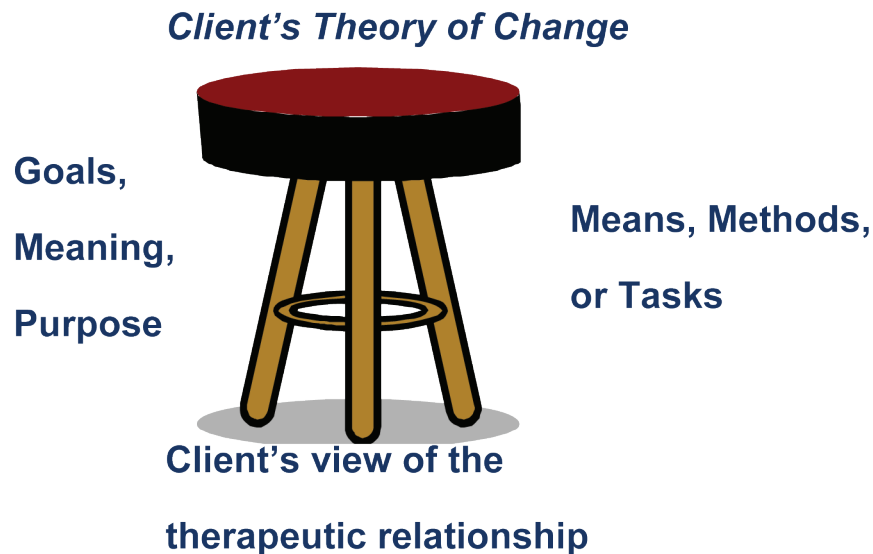 Client’s Theory of Change
Goals,
Meaning,
Purpose
Means, Methods,
or Tasks
Client’s view of the
therapeutic relationship